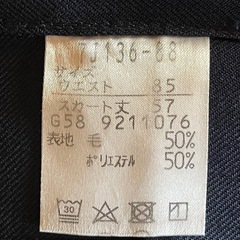 J136-88
サイズ
ウエスト 85
スカート丈 57
G58 9211076
表地 毛 50%
ポリエステル 50%
30